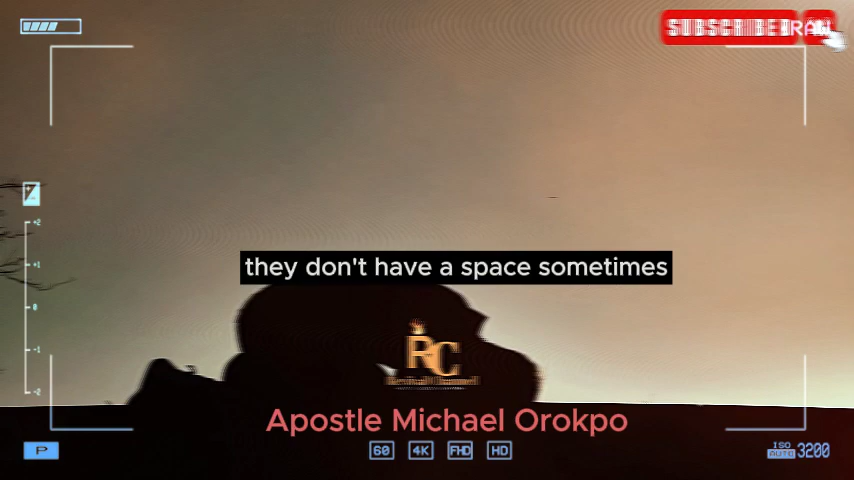 SUBSCRIBE
they don't have a space sometimes
+2
+1
0
-1
-2
RC
Apostle Michael Orokpo
P
60 4K FHD HD
ISO
AUTO 3200